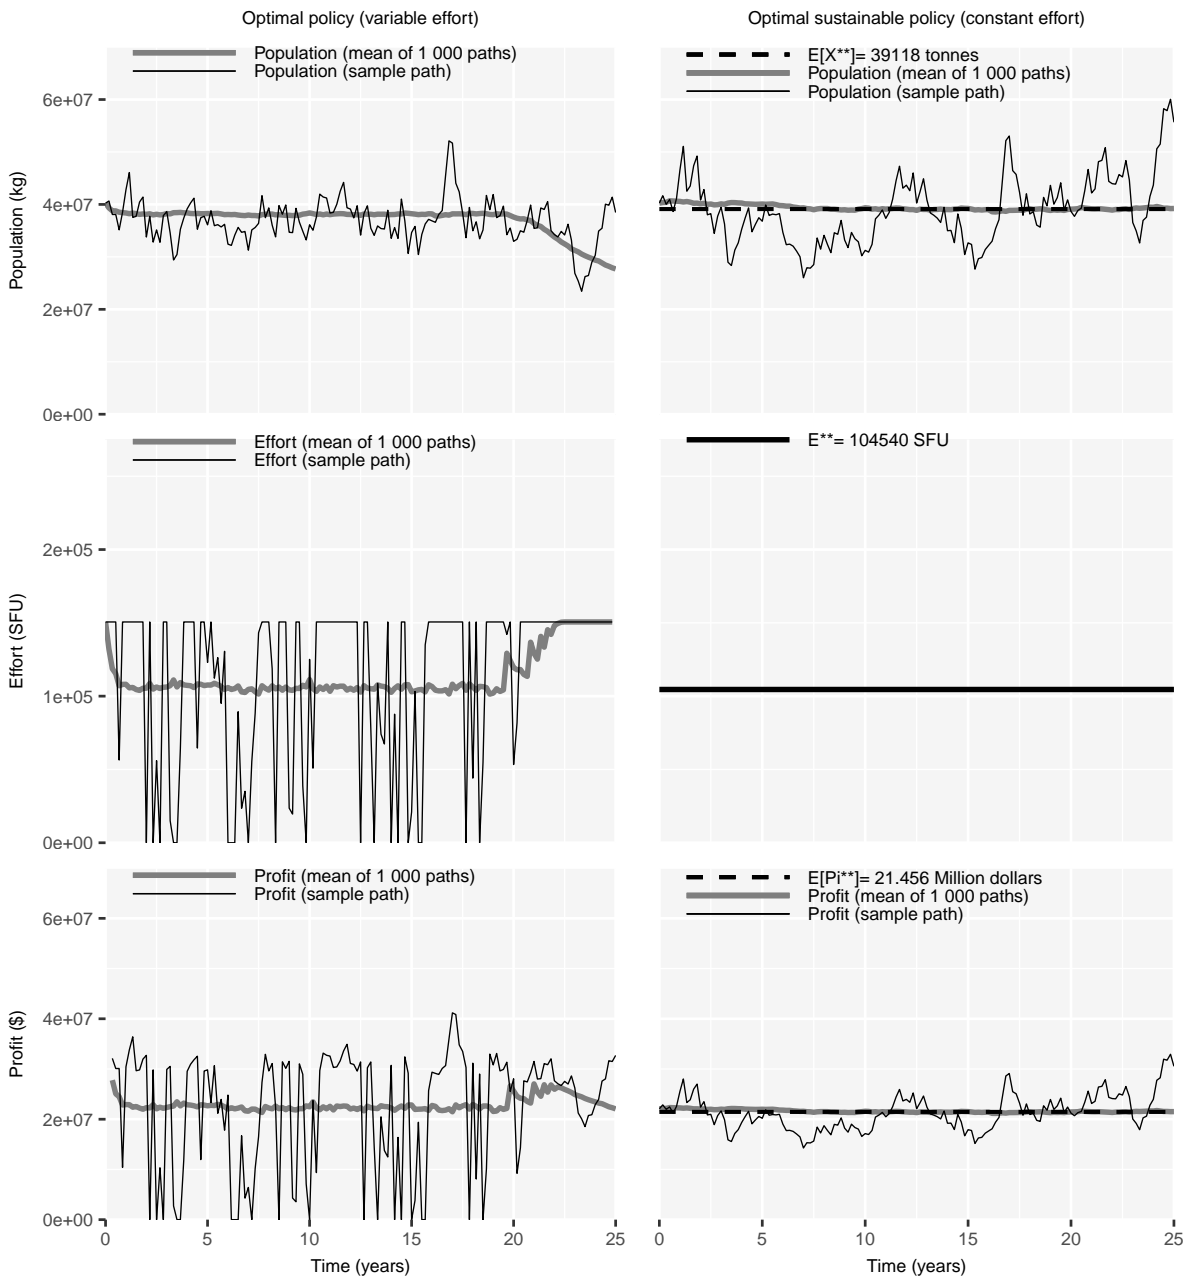 Optimal policy (variable effort)
Optimal sustainable policy (constant effort)
Population (mean of 1 000 paths)
Population (sample path)
E[X**]= 39118 tonnes
Population (mean of 1 000 paths)
Population (sample path)
6e+07
4e+07
2e+07
0e+00
Population (kg)
Effort (mean of 1 000 paths)
Effort (sample path)
E**= 104540 SFU
2e+05
1e+05
0e+00
Effort (SFU)
Profit (mean of 1 000 paths)
Profit (sample path)
E[Pi**]= 21.456 Million dollars
Profit (mean of 1 000 paths)
Profit (sample path)
6e+07
4e+07
2e+07
0e+00
Profit ($)
0 5 10 15 20 25
0 5 10 15 20 25
Time (years)
Time (years)